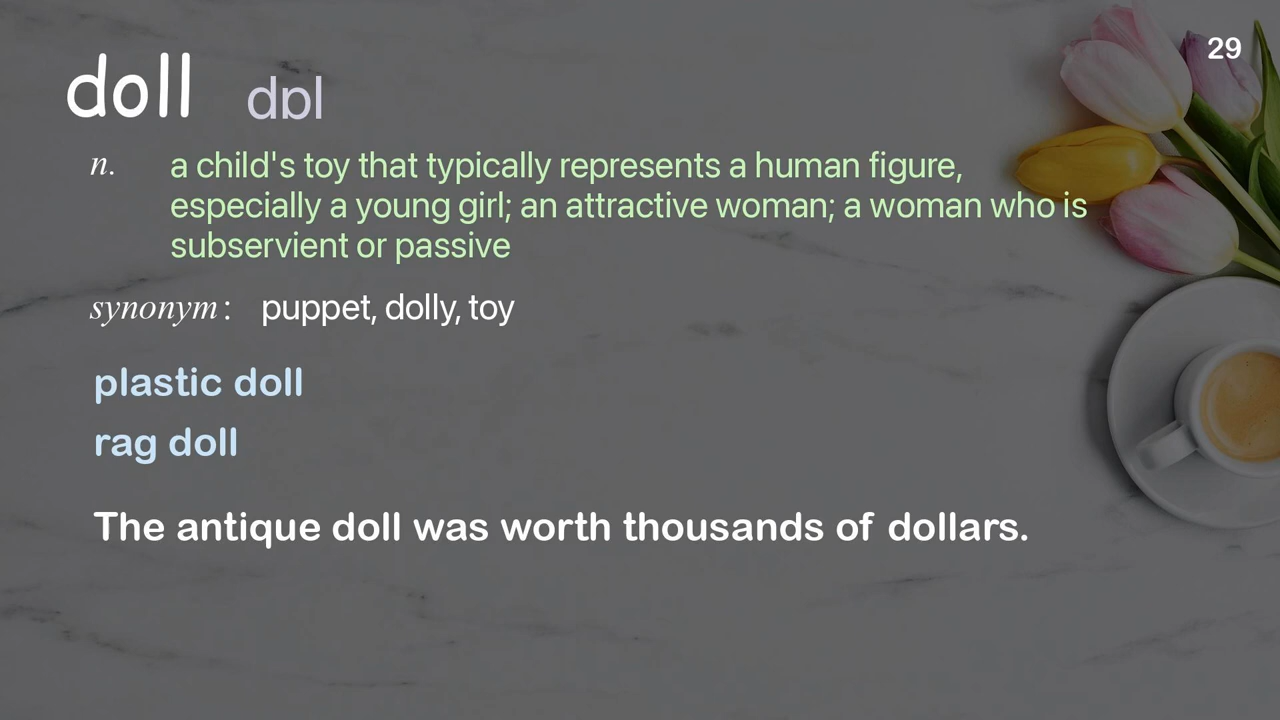 29
doll dɒl
n. a child's toy that typically represents a human figure,
especially a young girl; an attractive woman; a woman who is
subservient or passive
synonym: puppet, dolly, toy
plastic doll
rag doll
The antique doll was worth thousands of dollars.